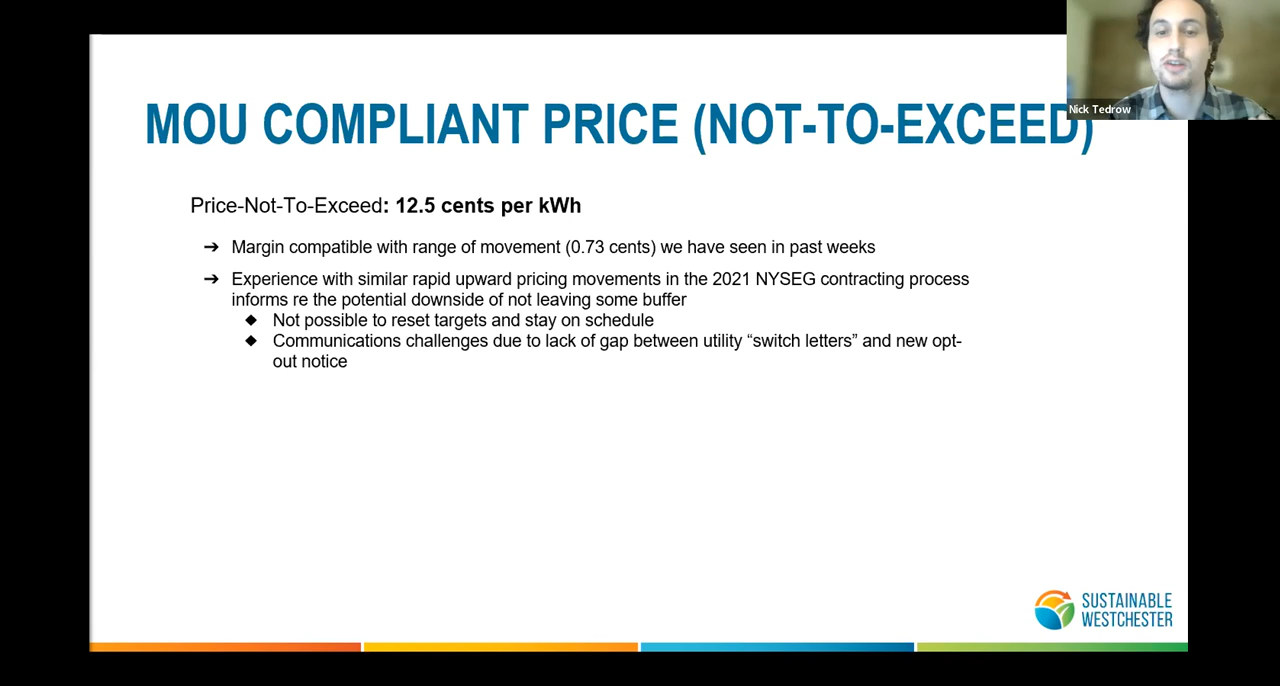 MOU COMPLIANT PRICE (NOT-TO-EXCEED)
Nick Tedrow
Price-Not-To-Exceed: 12.5 cents per kWh
➔ Margin compatible with range of movement (0.73 cents) we have seen in past weeks
➔ Experience with similar rapid upward pricing movements in the 2021 NYSEG contracting process
informs re the potential downside of not leaving some buffer
◆ Not possible to reset targets and stay on schedule
◆ Communications challenges due to lack of gap between utility “switch letters” and new opt-
out notice
SUSTAINABLE
WESTCHESTER